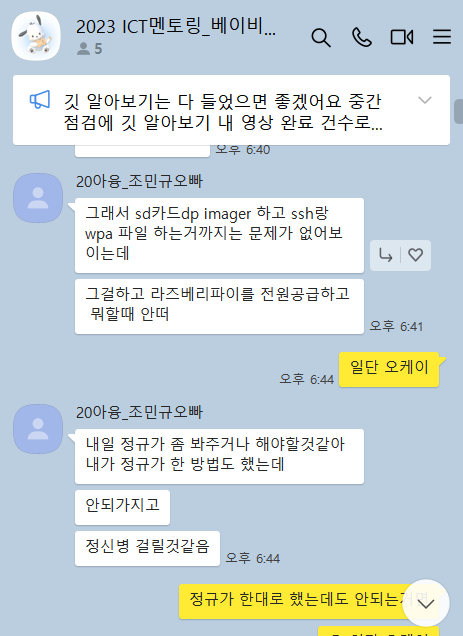 2023 ICT멘토링_베이비...
5
깃 알아보기는 다 들었으면 좋겠어요 중간
점검에 깃 알아보기 내 영상 완료 건수로...
오후 6:40
20아융_조민규오빠
그래서 sd카드dp imager 하고 ssh랑
wpa 파일 하는거까지는 문제가 없어보
이는데
그걸하고 라즈베리파이를 전원공급하고
뭐할때 안떠
오후 6:41
일단 오케이
오후 6:44
20아융_조민규오빠
내일 정규가 좀 봐주거나 해야할것같아
내가 정규가 한 방법도 했는데
안되가지고
정신병 걸릴것같음
오후 6:44
정규가 한대로 했는데도 안되는거면